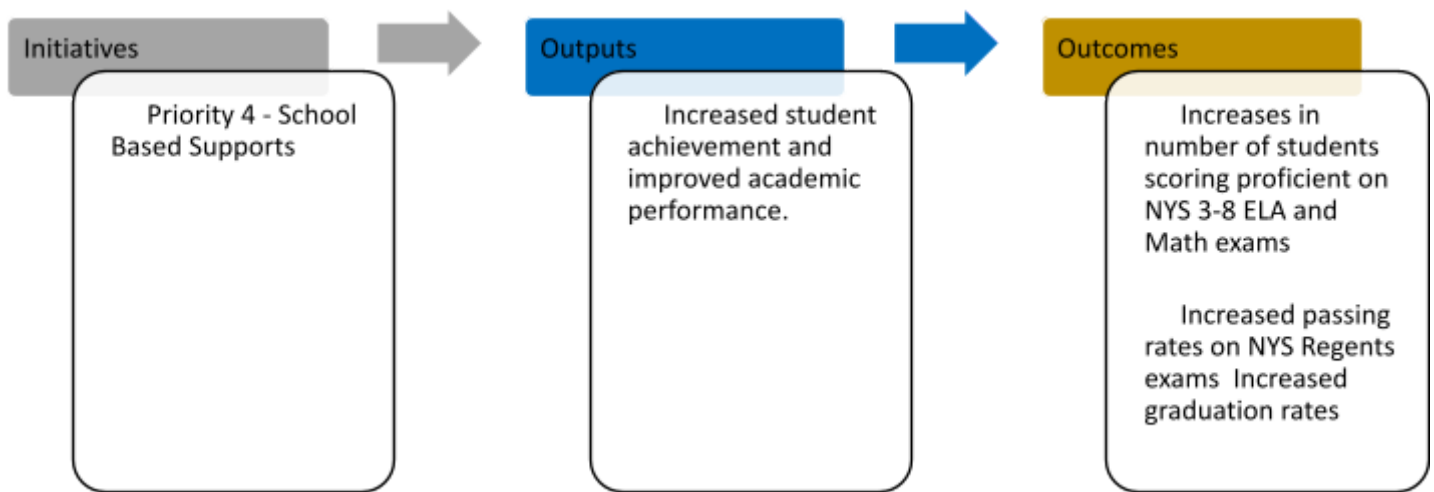 Initiatives
Priority 4 - School
Based Supports
Outputs
Increased student
achievement and
improved academic
performance.
Outcomes
Increases in
number of students
scoring proficient on
NYS 3-8 ELA and
Math exams
Increased passing
rates on NYS Regents
exams  Increased
graduation rates